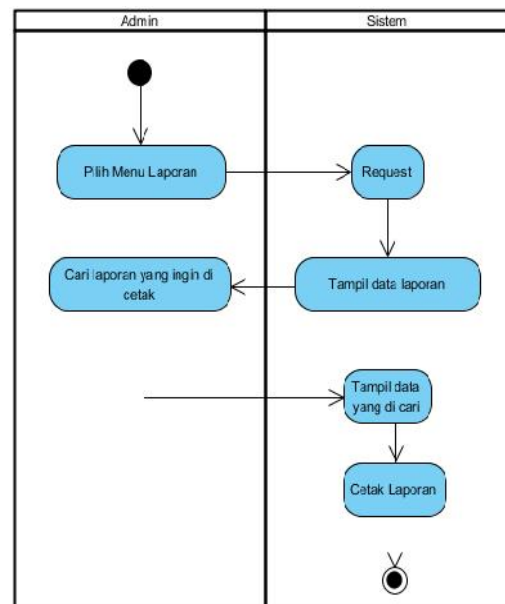 Admin
Sistem
Pilih Menu Laporan
Request
Cari laporan yang ingin di
cetak
Tampil data laporan
Tampil data
yang di cari
Cetak Laporan